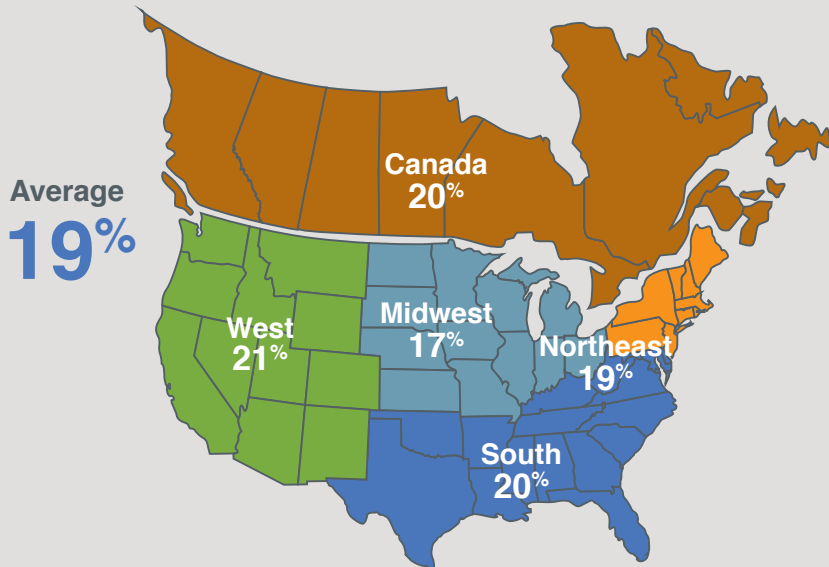 Canada
20%
Average
19%
West
21%
Midwest
17%
Northeast
19%
South
20%